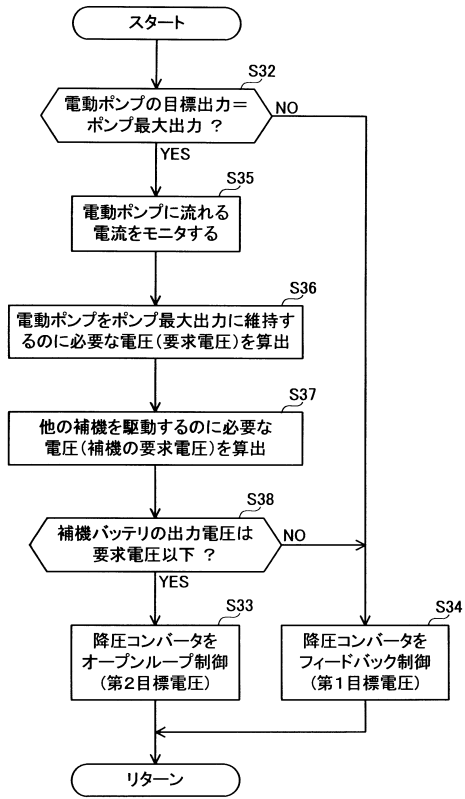 スタート
S32
電動ポンプの目標出力＝
ポンプ最大出力 ？
NO
YES
S35
電動ポンプに流れる
電流をモニタする
S36
電動ポンプをポンプ最大出力に維持す
るのに必要な電圧(要求電圧)を算出
S37
他の補機を駆動するのに必要な
電圧(補機の要求電圧)を算出
S38
補機バッテリの出力電圧は
要求電圧以下 ？
NO
YES
S33
降圧コンバータを
オープンループ制御
(第２目標電圧)
S34
降圧コンバータを
フィードバック制御
(第１目標電圧)
リターン